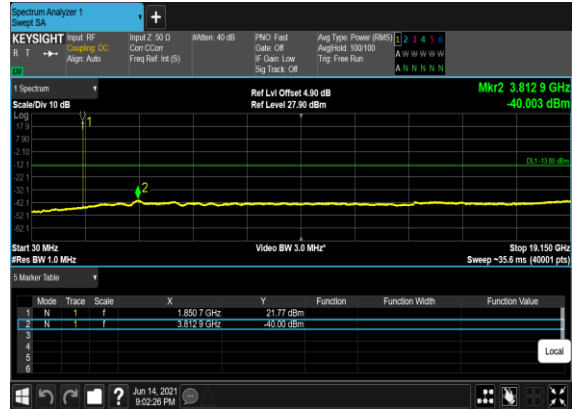 Spectrum Analyzer 1
Swept SA
+
KEYSIGHT
R T
LW
Input: RF
Coupling: DC
Align: Auto
Input Z: 50 Ω
Corr CCorr
Freq Ref: Int (S)
#Atten: 40 dB
PNO: Fast
Gate: Off
IF Gain: Low
Sig Track: Off
Avg Type: Power (RMS)
Avg|Hold: 100/100
Trig: Free Run
1 2 3 4 5 6
A W W W W W
A N N N N N
1 Spectrum
Scale/Div 10 dB
Ref Lvl Offset 4.90 dB
Ref Level 27.90 dBm
Mkr2 3.812 9 GHz
-40.003 dBm
Log
17.9
7.90
-2.10
-12.1
-22.1
-32.1
-42.1
-52.1
-62.1
1
2
DL1 -13.00 dBm
Start 30 MHz
#Res BW 1.0 MHz
Video BW 3.0 MHz*
Stop 19.150 GHz
Sweep ~35.6 ms (40001 pts)
5 Marker Table
Mode Trace Scale X Y Function Function Width Function Value
1 N 1 f 1.850 7 GHz 21.77 dBm
2 N 1 f 3.812 9 GHz -40.00 dBm
3
4
5
6
Local
?
Jun 14, 2021
9:02:26 PM